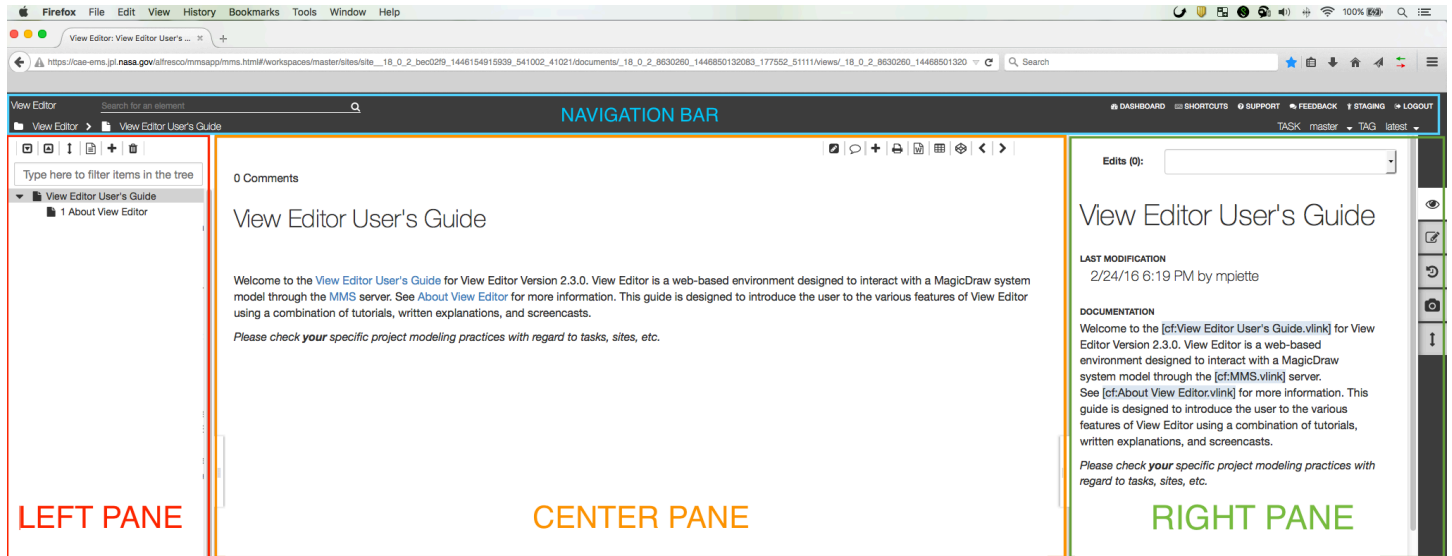 Firefox File Edit View History Bookmarks Tools Window Help 100%
View Editor: View Editor User's ...
https://cae-ems.jpl.nasa.gov/alfresco/mmsapp/mms.html#/workspaces/master/sites/site__18_0_2_bec02f9_1446154915939_541002_41021/documents/_18_0_2_8630260_1446850132083_177552_51111/views/_18_0_2_8630260_14468501320 Search
View Editor Search for an element NAVIGATION BAR DASHBOARD SHORTCUTS SUPPORT FEEDBACK STAGING LOGOUT
View Editor View Editor User's Guide TASK master TAG latest
Type here to filter items in the tree
View Editor User's Guide
1 About View Editor
LEFT PANE
0 Comments
View Editor User's Guide
Welcome to the View Editor User's Guide for View Editor Version 2.3.0. View Editor is a web-based environment designed to interact with a MagicDraw system
model through the MMS server. See About View Editor for more information. This guide is designed to introduce the user to the various features of View Editor
using a combination of tutorials, written explanations, and screencasts.
Please check your specific project modeling practices with regard to tasks, sites, etc.
CENTER PANE
Edits (0):
View Editor User's Guide
LAST MODIFICATION
2/24/16 6:19 PM by mpiette
DOCUMENTATION
Welcome to the [cf:View Editor User's Guide.vlink] for View
Editor Version 2.3.0. View Editor is a web-based
environment designed to interact with a MagicDraw
system model through the [cf:MMS.vlink] server.
See [cf:About View Editor.vlink] for more information. This
guide is designed to introduce the user to the various
features of View Editor using a combination of tutorials,
written explanations, and screencasts.
Please check your specific project modeling practices with
regard to tasks, sites, etc.
RIGHT PANE